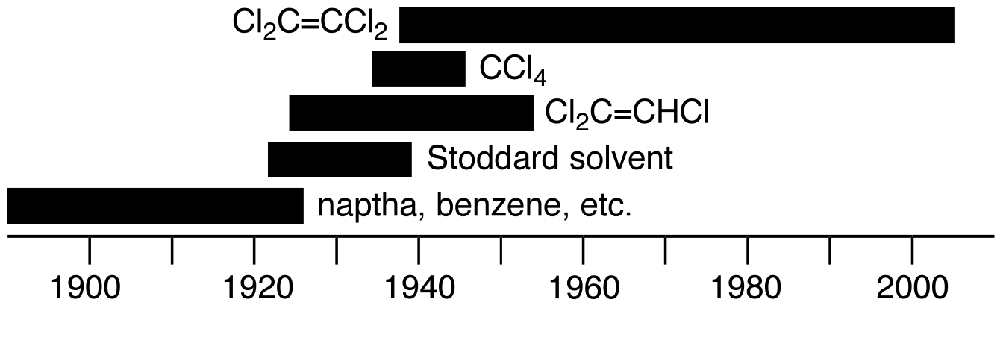 Cl₂C=CCl₂
CCl₄
Cl₂C=CHCl
Stoddard solvent
naptha, benzene, etc.
1900 1920 1940 1960 1980 2000